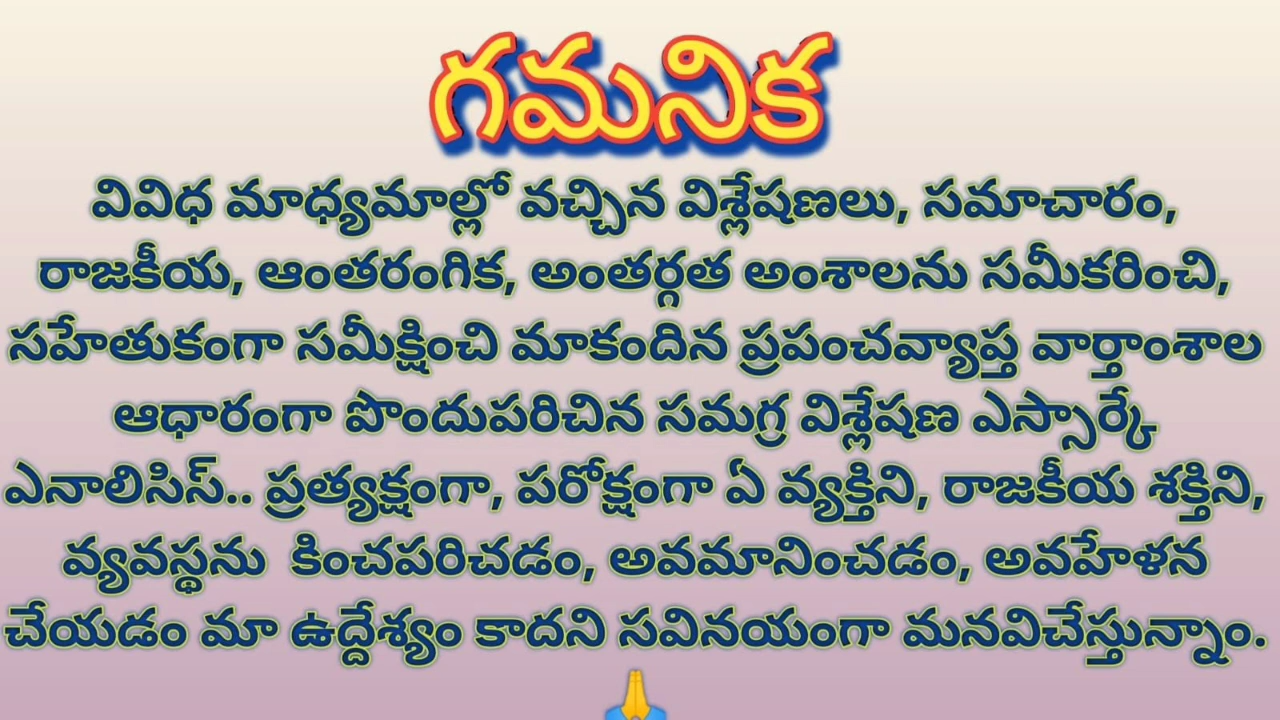 గమనిక
వివిధ మాధ్యమాల్లో వచ్చిన విశ్లేషణలు, సమాచారం,
రాజకీయ, ఆంతరంగిక, అంతర్గత అంశాలను సమీకరించి,
సహేతుకంగా సమీక్షించి మాకందిన ప్రపంచవ్యాప్త వార్తాంశాల
ఆధారంగా పొందుపరిచిన సమగ్ర విశ్లేషణ ఎస్సార్కే
ఎనాలిసిస్.. ప్రత్యక్షంగా, పరోక్షంగా ఏ వ్యక్తిని, రాజకీయ శక్తిని,
వ్యవస్థను కించపరిచడం, అవమానించడం, అవహేళన
చేయడం మా ఉద్దేశ్యం కాదని సవినయంగా మనవిచేస్తున్నాం.